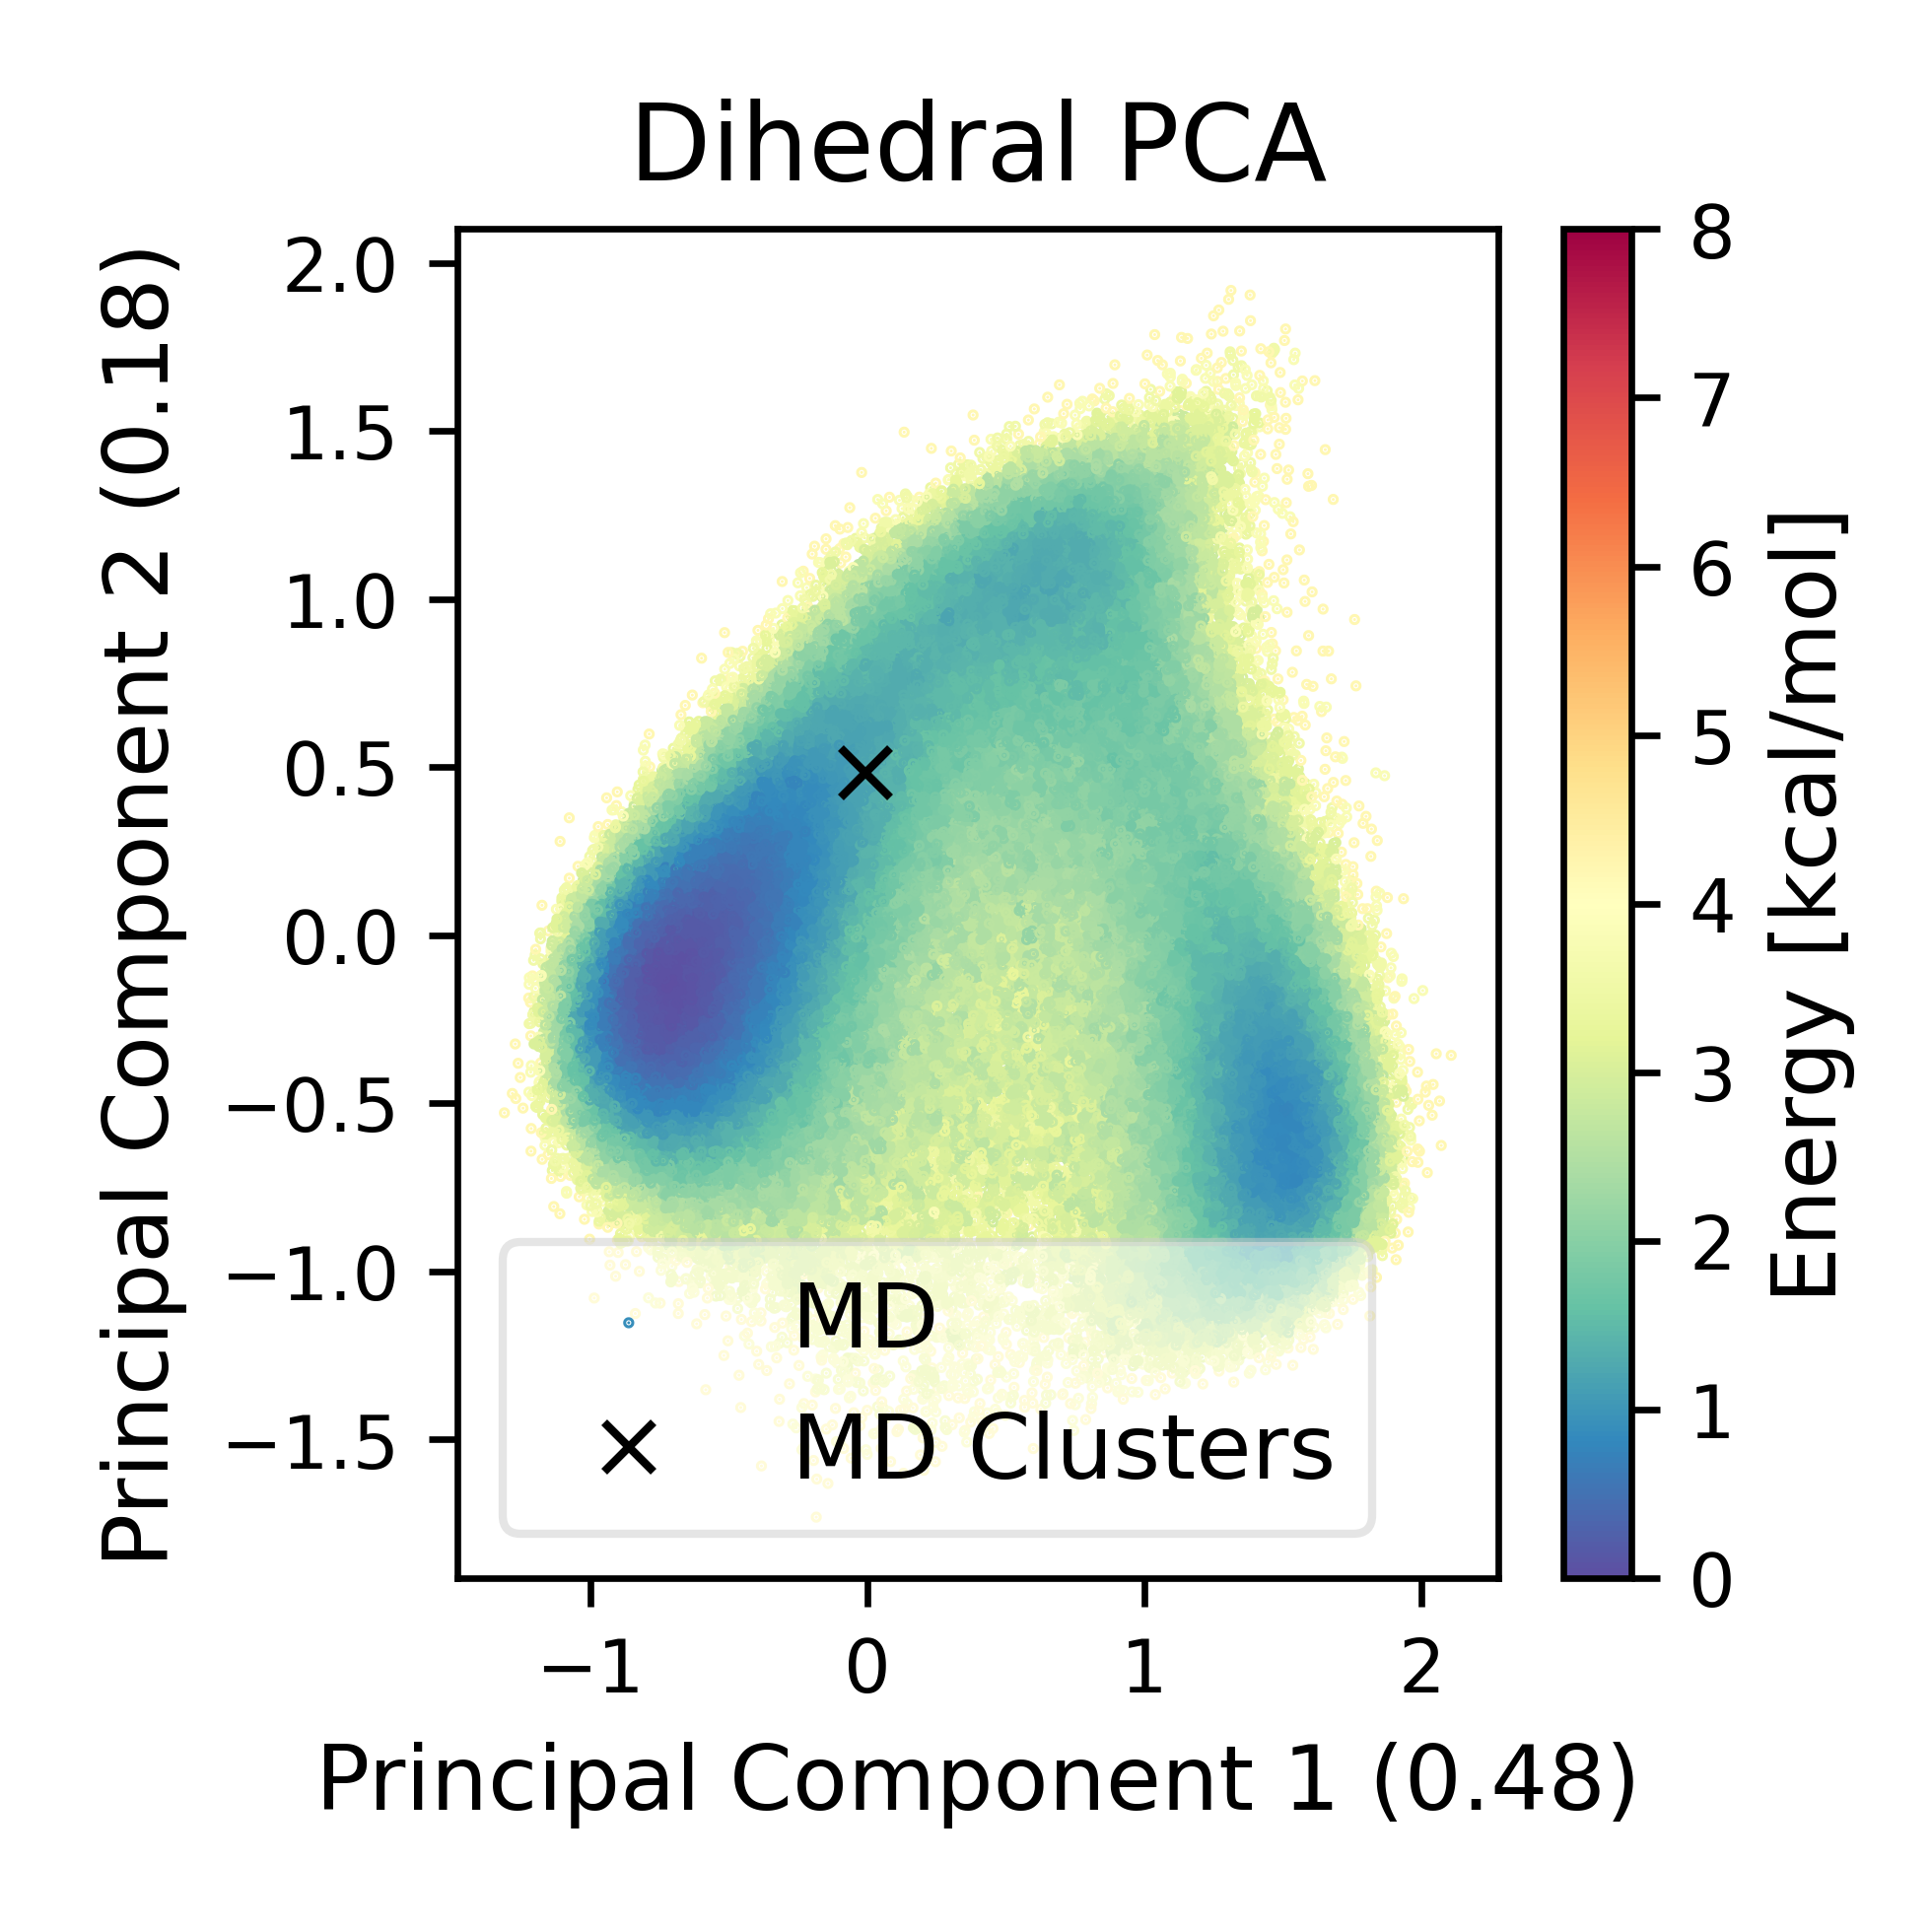 Dihedral PCA
Principal Component 2 (0.18)
2.0
1.5
1.0
0.5
0.0
−0.5
−1.0
−1.5
MD
MD Clusters
−1 0 1 2
Principal Component 1 (0.48)
8
7
6
5
4
3
2
1
0
Energy [kcal/mol]